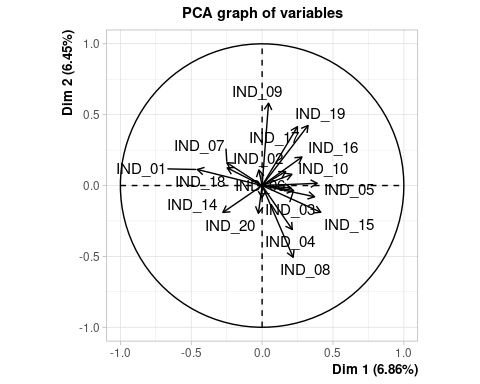 PCA graph of variables
Dim 2 (6.45%)
1.0
0.5
0.0
-0.5
-1.0
IND_09
IND_19
IND_07
IND_16
IND_02
IND_01
IND_10
IND_18
IND_05
IND_14
IND_03
IND_20
IND_15
IND_04
IND_08
-1.0 -0.5 0.0 0.5 1.0
Dim 1 (6.86%)